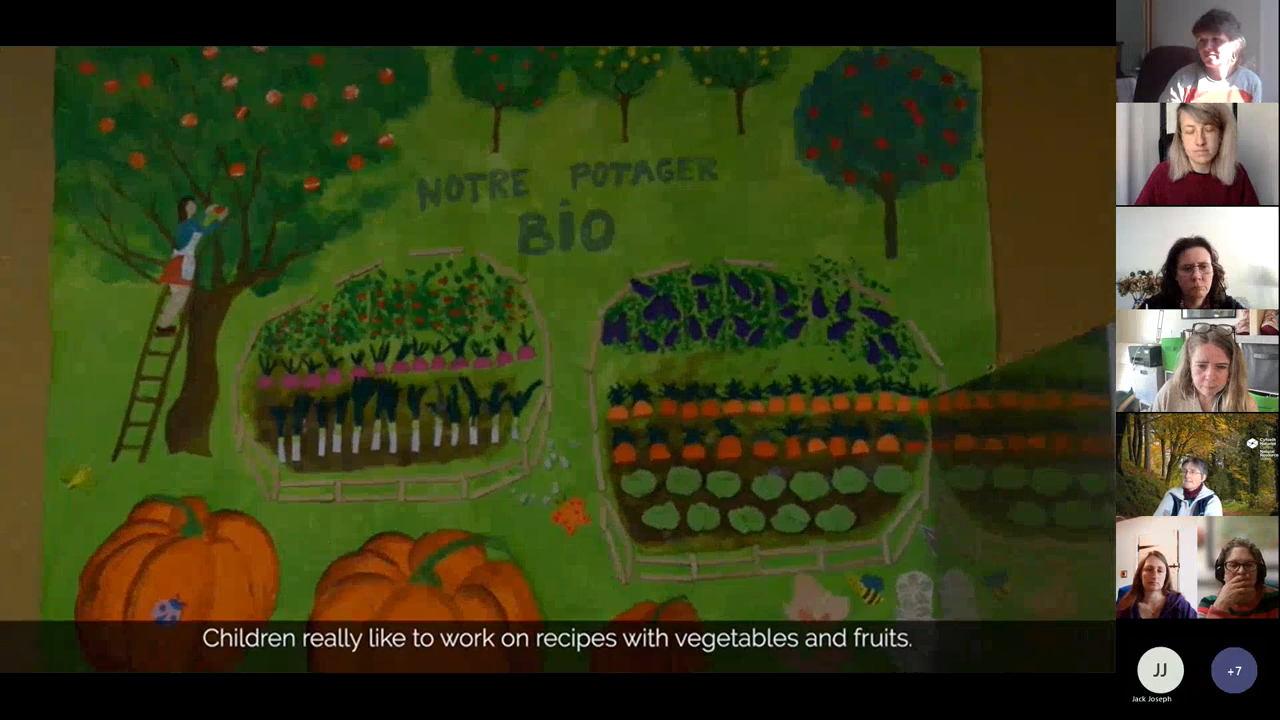 NOTRE POTAGER
BIO
Children really like to work on recipes with vegetables and fruits.
JJ
+7
Jack Joseph